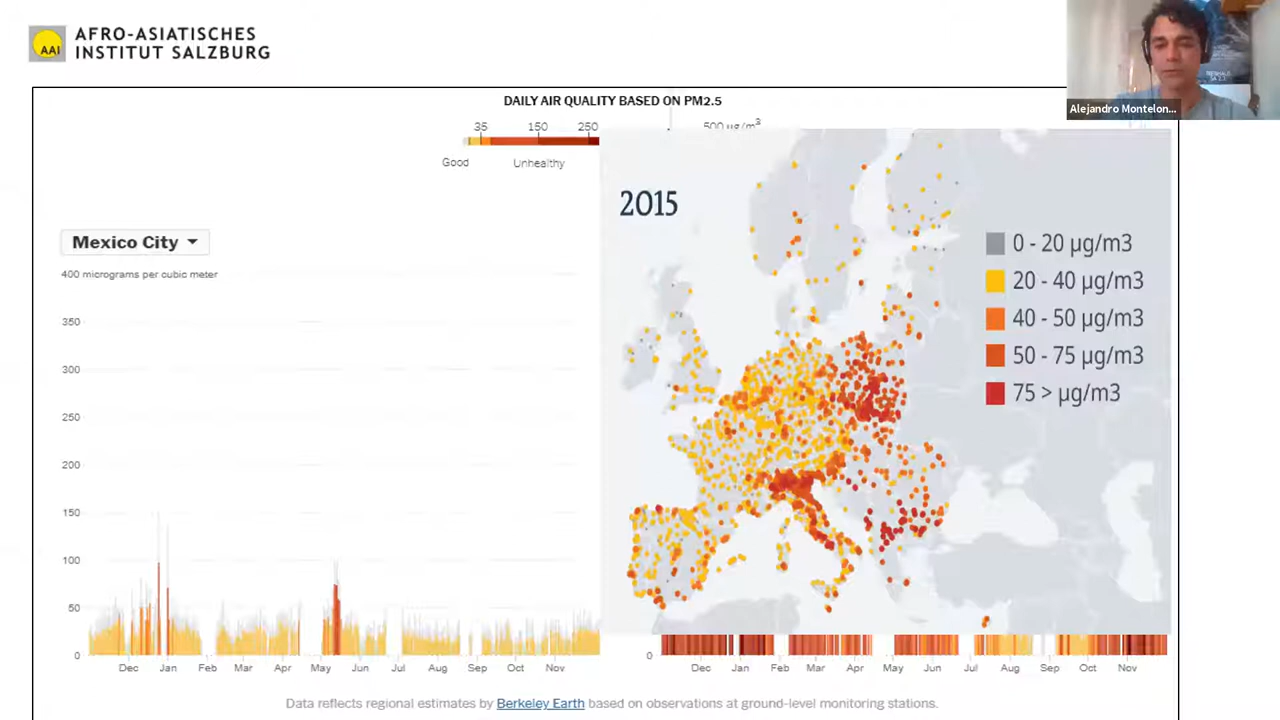 AAI
AFRO-ASIATISCHES
INSTITUT SALZBURG
Alejandro Montelon...
DAILY AIR QUALITY BASED ON PM2.5
35 150 250 500 µg/m³
Good Unhealthy
2015
0 - 20 µg/m3
20 - 40 µg/m3
40 - 50 µg/m3
50 - 75 µg/m3
75 > µg/m3
Mexico City
400 micrograms per cubic meter
350
300
250
200
150
100
50
0
Dec Jan Feb Mar Apr May Jun Jul Aug Sep Oct Nov
0
Dec Jan Feb Mar Apr May Jun Jul Aug Sep Oct Nov
Data reflects regional estimates by Berkeley Earth based on observations at ground-level monitoring stations.